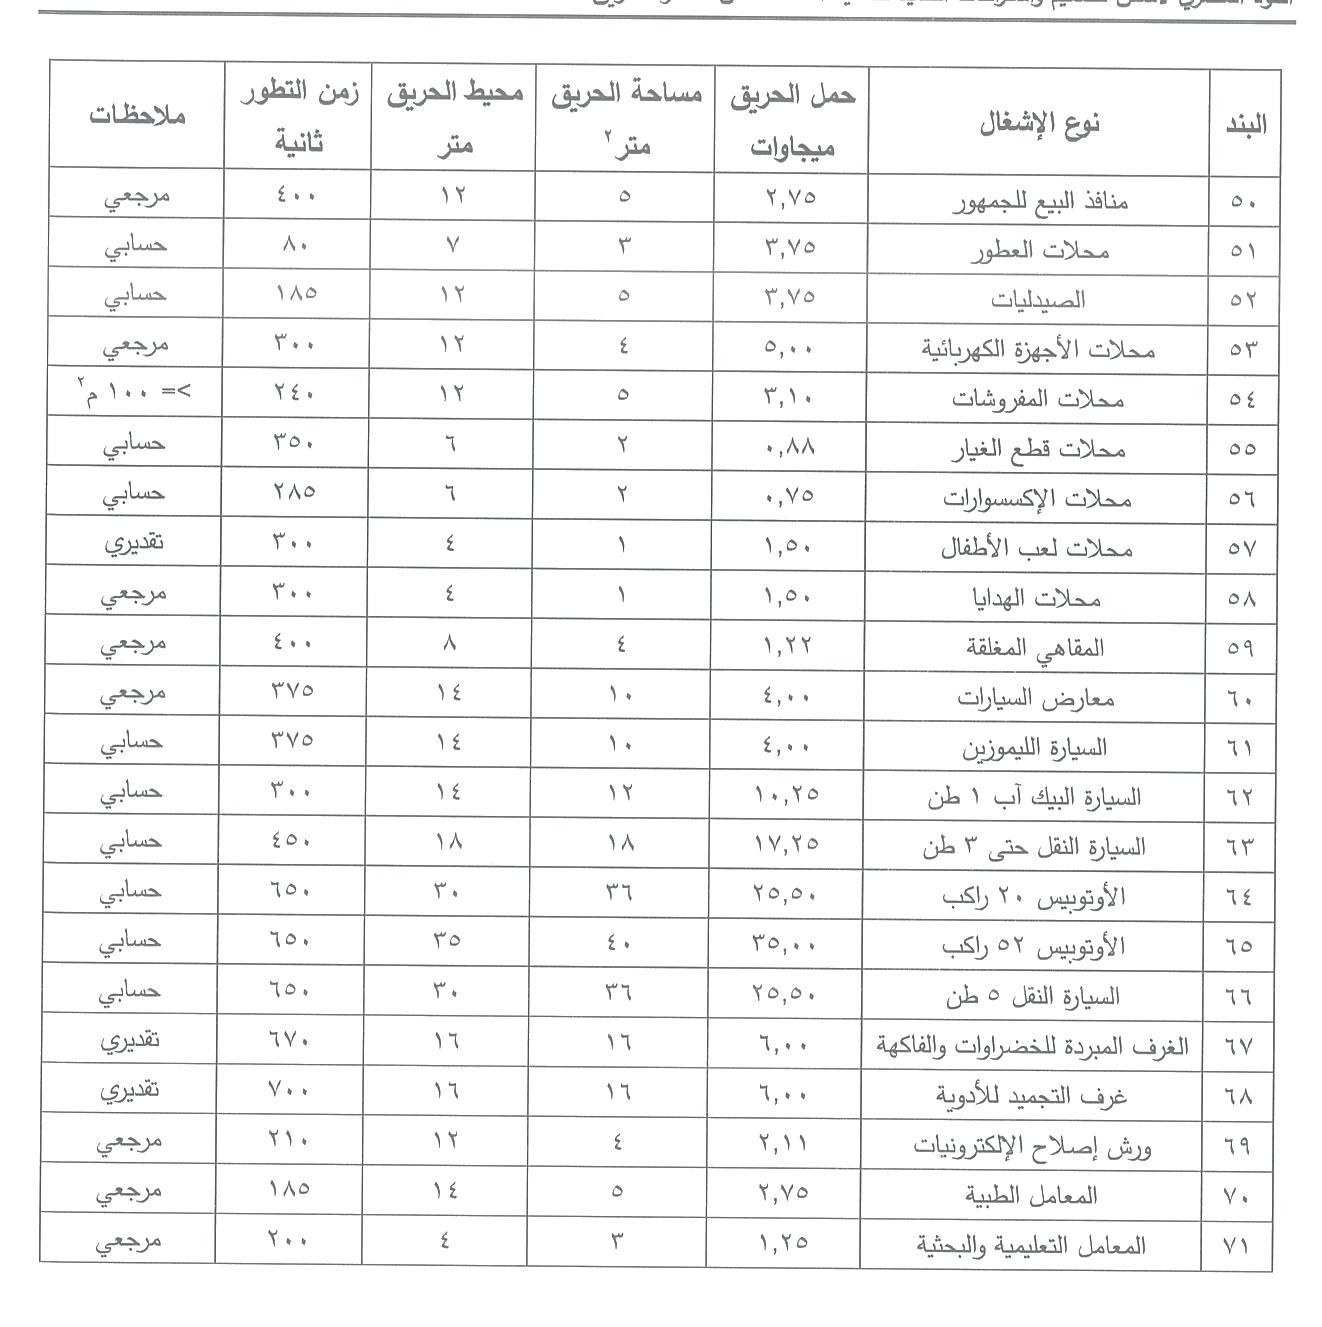 البند نوع الإشغال حمل الحريق ميجاوات مساحة الحريق متر٢ محيط الحريق متر زمن التطور ثانية ملاحظات
٥٠ منافذ البيع للجمهور ٢,٧٥ ٥ ١٢ ٤٠٠ مرجعي
٥١ محلات العطور ٣,٧٥ ٣ ٧ ٨٠ حسابي
٥٢ الصيدليات ٣,٧٥ ٥ ١٢ ١٨٥ حسابي
٥٣ محلات الأجهزة الكهربائية ٥,٠٠ ٤ ١٢ ٣٠٠ مرجعي
٥٤ محلات المفروشات ٣,١٠ ٥ ١٢ ٢٤٠ >= ١٠٠ م٢
٥٥ محلات قطع الغيار ٠,٨٨ ٢ ٦ ٣٥٠ حسابي
٥٦ محلات الإكسسوارات ٠,٧٥ ٢ ٦ ٢٨٥ حسابي
٥٧ محلات لعب الأطفال ١,٥٠ ١ ٤ ٣٠٠ تقديري
٥٨ محلات الهدايا ١,٥٠ ١ ٤ ٣٠٠ مرجعي
٥٩ المقاهي المغلقة ١,٢٢ ٤ ٨ ٤٠٠ مرجعي
٦٠ معارض السيارات ٤,٠٠ ١٠ ١٤ ٣٧٥ مرجعي
٦١ السيارة الليموزين ٤,٠٠ ١٠ ١٤ ٣٧٥ حسابي
٦٢ السيارة البيك آب ١ طن ١٠,٢٥ ١٢ ١٤ ٣٠٠ حسابي
٦٣ السيارة النقل حتى ٣ طن ١٧,٢٥ ١٨ ١٨ ٤٥٠ حسابي
٦٤ الأوتوبيس ٢٠ راكب ٢٥,٥٠ ٣٦ ٣٠ ٦٥٠ حسابي
٦٥ الأوتوبيس ٥٢ راكب ٣٥,٠٠ ٤٠ ٣٥ ٦٥٠ حسابي
٦٦ السيارة النقل ٥ طن ٢٥,٥٠ ٣٦ ٣٠ ٦٥٠ حسابي
٦٧ الغرف المبردة للخضراوات والفاكهة ٦,٠٠ ١٦ ١٦ ٦٧٠ تقديري
٦٨ غرف التجميد للأدوية ٦,٠٠ ١٦ ١٦ ٧٠٠ تقديري
٦٩ ورش إصلاح الإلكترونيات ٢,١١ ٤ ١٢ ٢١٠ مرجعي
٧٠ المعامل الطبية ٢,٧٥ ٥ ١٤ ١٨٥ مرجعي
٧١ المعامل التعليمية والبحثية ١,٢٥ ٣ ٤ ٢٠٠ مرجعي